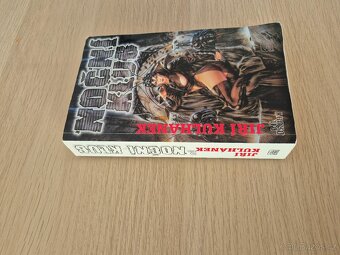 NOČNÍ
KLUB
JIŘÍ KULHÁNEK
JIŘÍ
KULHÁNEK
NOČNÍ KLUB